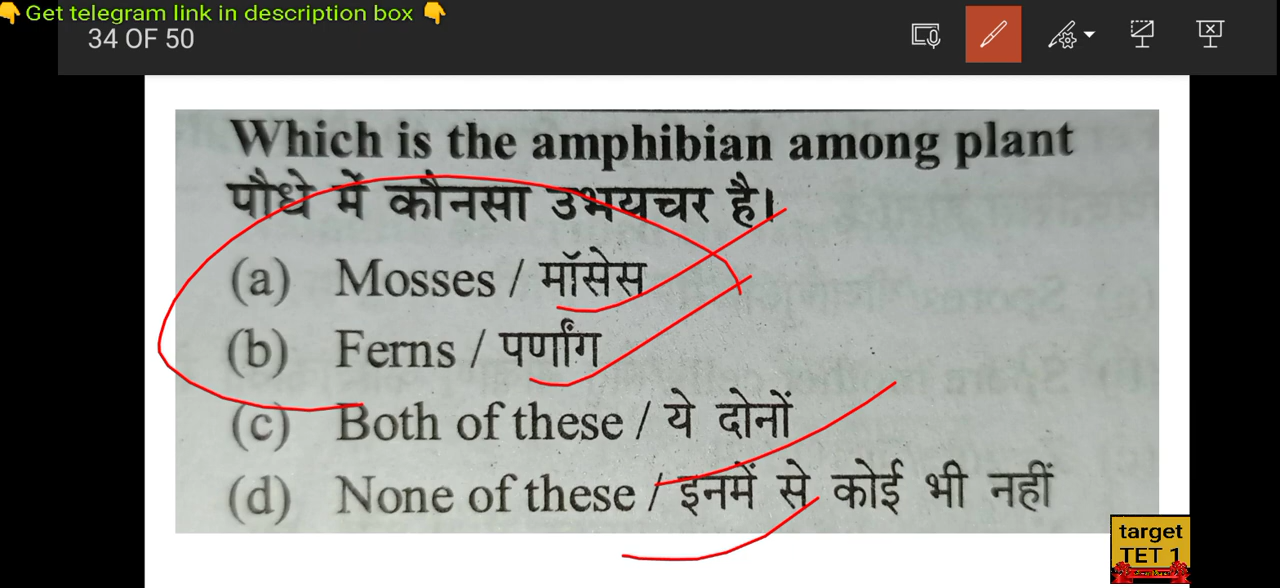 👇 Get telegram link in description box 👇
34 OF 50
Which is the amphibian among plant
पौधे में कौनसा उभयचर है।
(a) Mosses / मॉसेस
(b) Ferns / पर्णांग
(c) Both of these / ये दोनों
(d) None of these / इनमें से कोई भी नहीं
target
TET 1